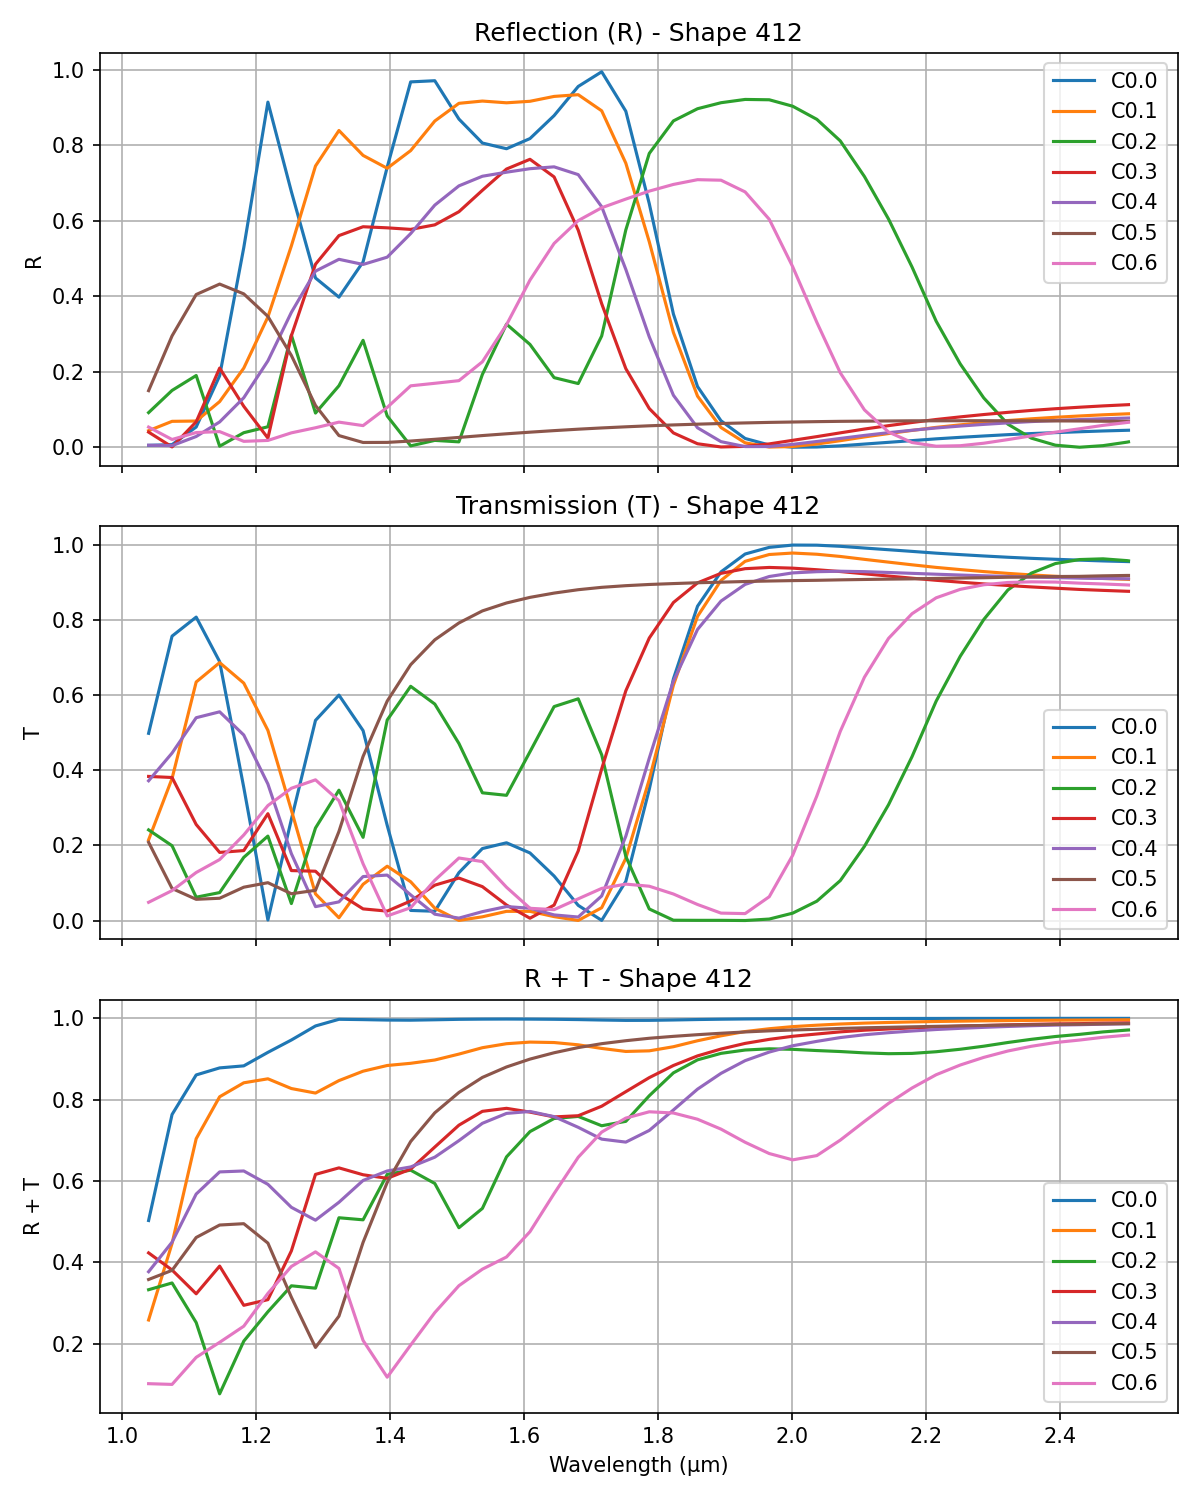 Reflection (R) - Shape 412
1.0
0.8
0.6
0.4
0.2
0.0
R
C0.0
C0.1
C0.2
C0.3
C0.4
C0.5
C0.6
Transmission (T) - Shape 412
1.0
0.8
0.6
0.4
0.2
0.0
T
C0.0
C0.1
C0.2
C0.3
C0.4
C0.5
C0.6
R + T - Shape 412
1.0
0.8
0.6
0.4
0.2
R + T
C0.0
C0.1
C0.2
C0.3
C0.4
C0.5
C0.6
1.0 1.2 1.4 1.6 1.8 2.0 2.2 2.4
Wavelength (μm)